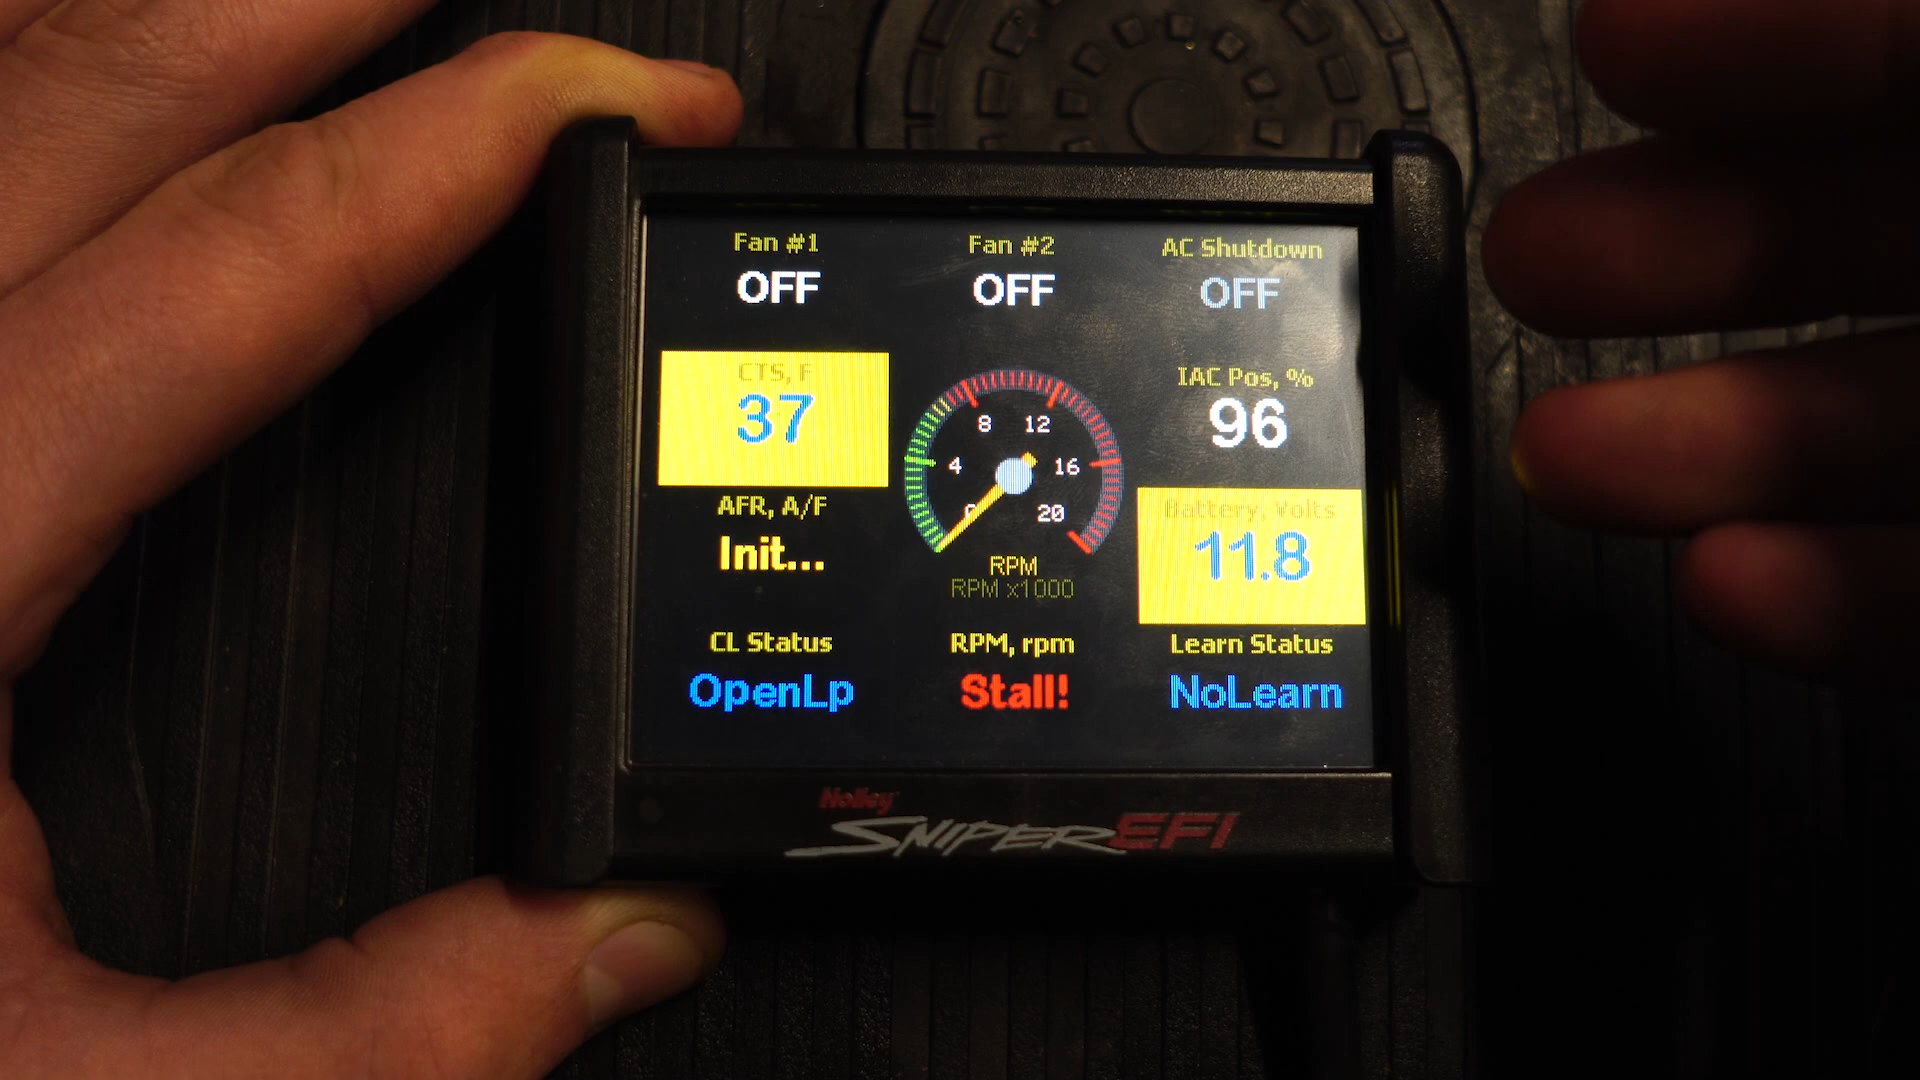 Fan #1
OFF
Fan #2
OFF
AC Shutdown
OFF
CTS, F
37
8 12
4 16
0 20
RPM
RPM x1000
IAC Pos, %
96
AFR, A/F
Init...
Battery, Volts
11.8
CL Status
OpenLp
RPM, rpm
Stall!
Learn Status
NoLearn
Holley
SNIPER EFI